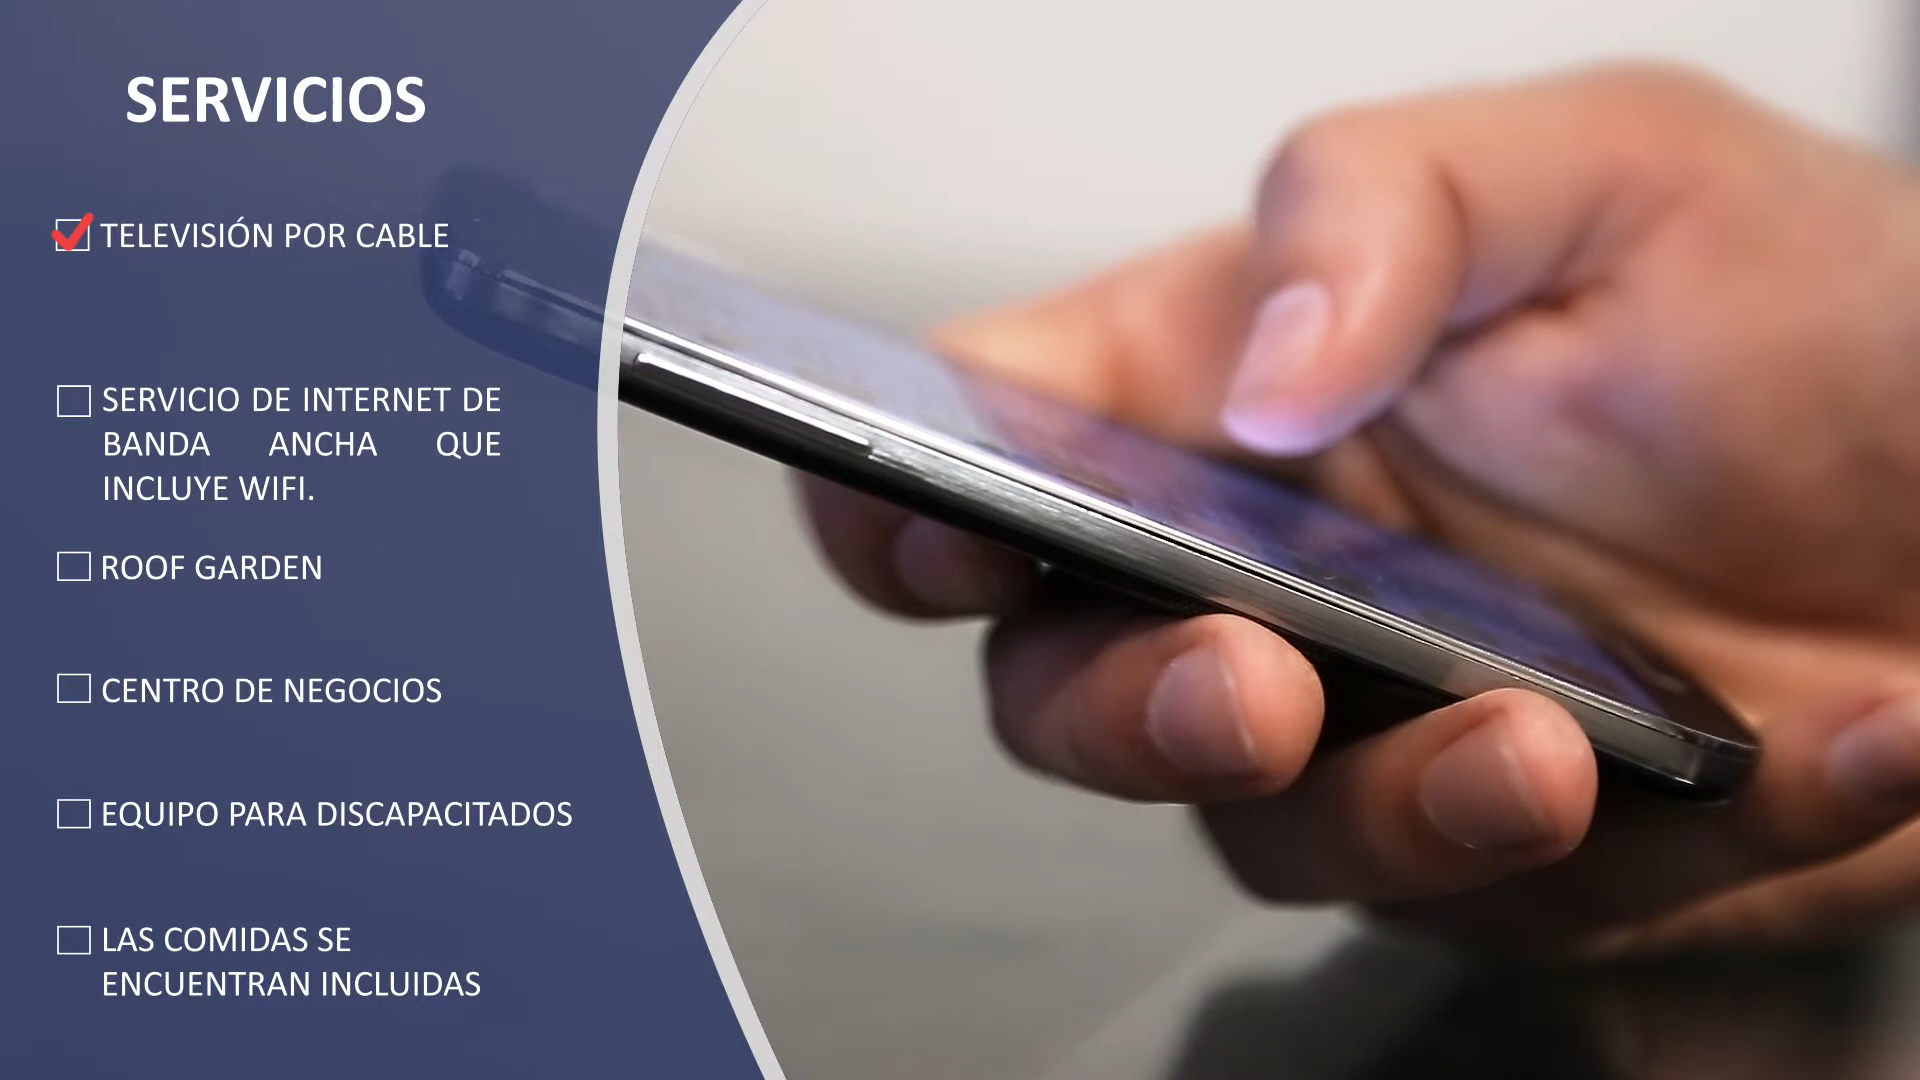 SERVICIOS
TELEVISIÓN POR CABLE
SERVICIO DE INTERNET DE
BANDA ANCHA QUE
INCLUYE WIFI.
ROOF GARDEN
CENTRO DE NEGOCIOS
EQUIPO PARA DISCAPACITADOS
LAS COMIDAS SE
ENCUENTRAN INCLUIDAS